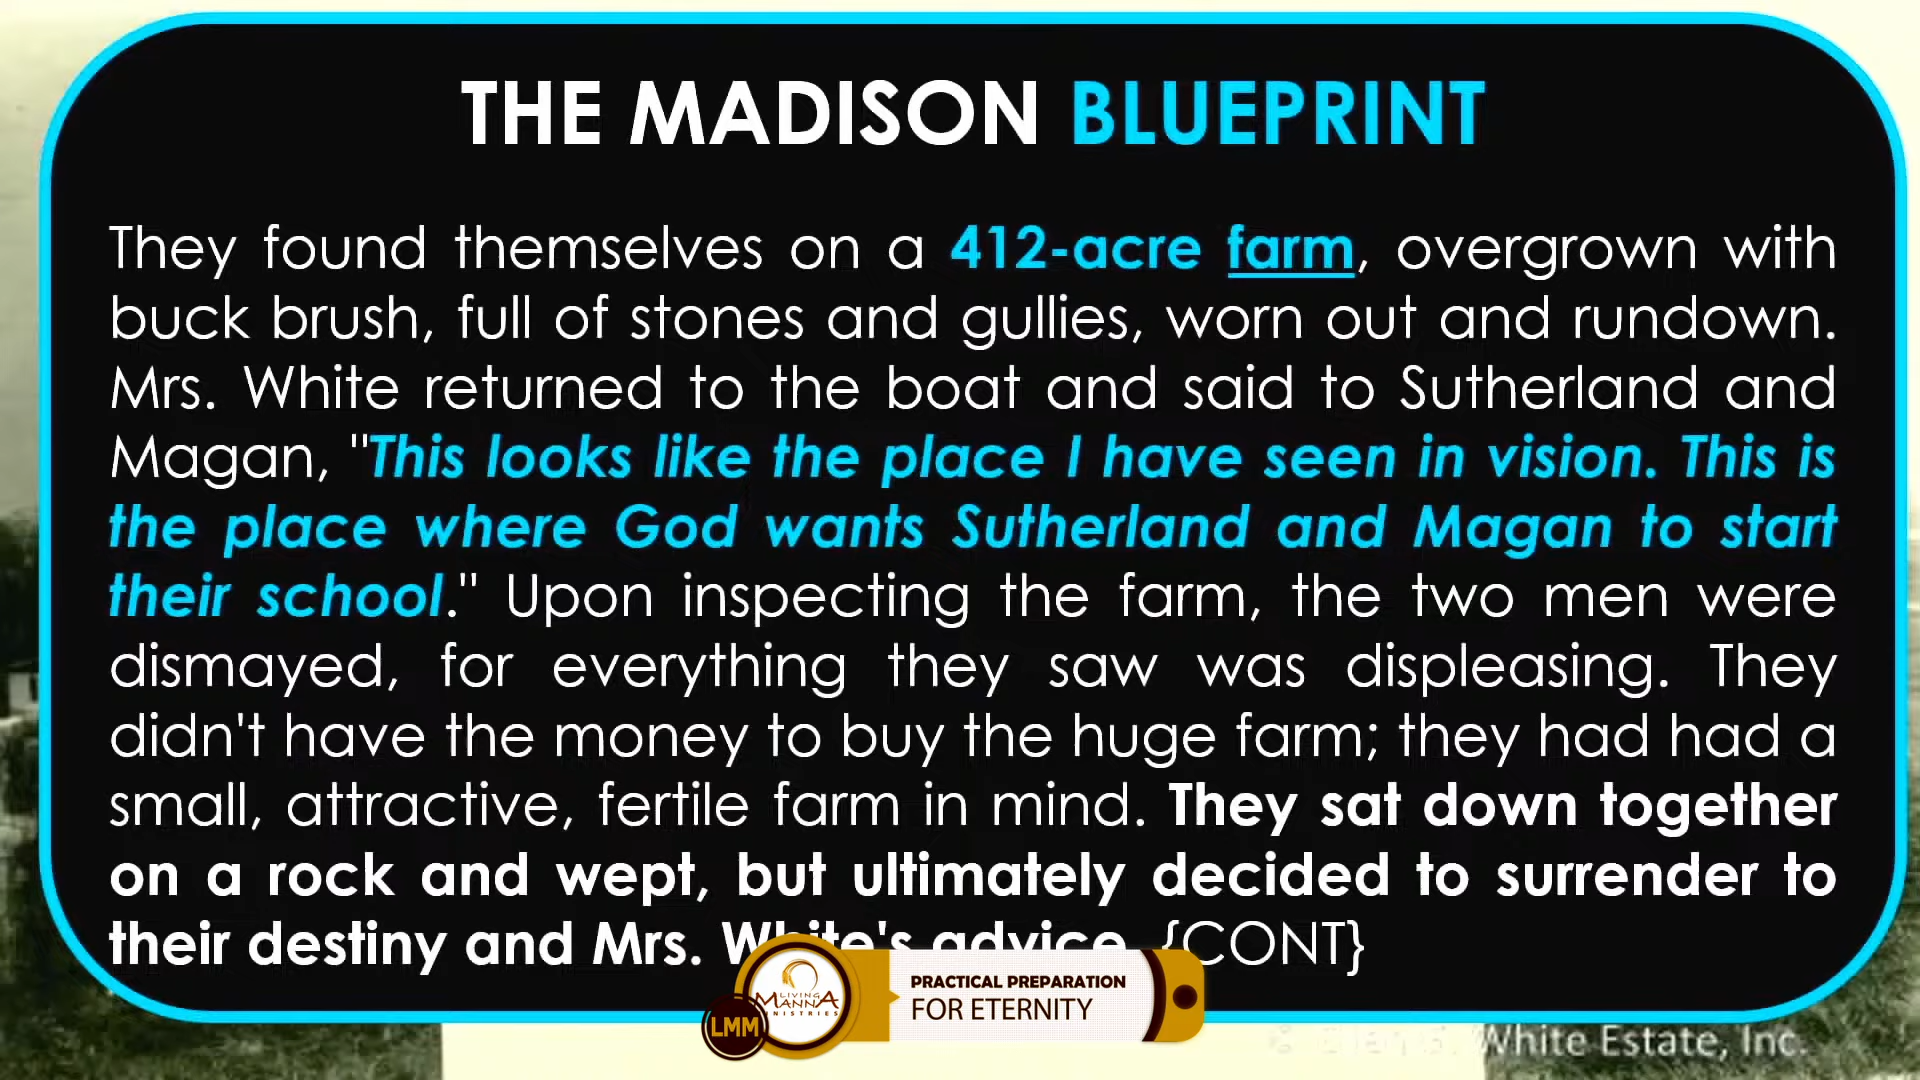 THE MADISON BLUEPRINT
They found themselves on a 412-acre farm, overgrown with
buck brush, full of stones and gullies, worn out and rundown.
Mrs. White returned to the boat and said to Sutherland and
Magan, "This looks like the place I have seen in vision. This is
the place where God wants Sutherland and Magan to start
their school." Upon inspecting the farm, the two men were
dismayed, for everything they saw was displeasing. They
didn't have the money to buy the huge farm; they had had a
small, attractive, fertile farm in mind. They sat down together
on a rock and wept, but ultimately decided to surrender to
their destiny and Mrs. White's advice. {CONT}
LIVING
MANNA
MINISTRIES
LMM
PRACTICAL PREPARATION
FOR ETERNITY
White Estate, Inc.